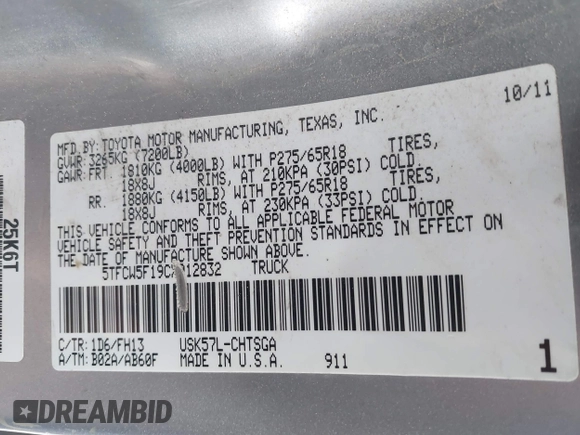 10/11
MFD.BY:TOYOTA MOTOR MANUFACTURING, TEXAS, INC.
GVWR:3265KG (7200LB)
GAWR:FRT. 1810KG (4000LB) WITH P275/65R18 TIRES,
18X8J RIMS, AT 210KPA (30PSI) COLD.
RR. 1880KG (4150LB) WITH P275/65R18 TIRES,
18X8J RIMS, AT 230KPA (33PSI) COLD.
THIS VEHICLE CONFORMS TO ALL APPLICABLE FEDERAL MOTOR
VEHICLE SAFETY AND THEFT PREVENTION STANDARDS IN EFFECT ON
THE DATE OF MANUFACTURE SHOWN ABOVE.
TRUCK
C/TR:1D6/FH13 USK57L-CHTSGA
A/TM:B02A/AB60F MADE IN U.S.A. 911
1
25K6T
DREAMBID